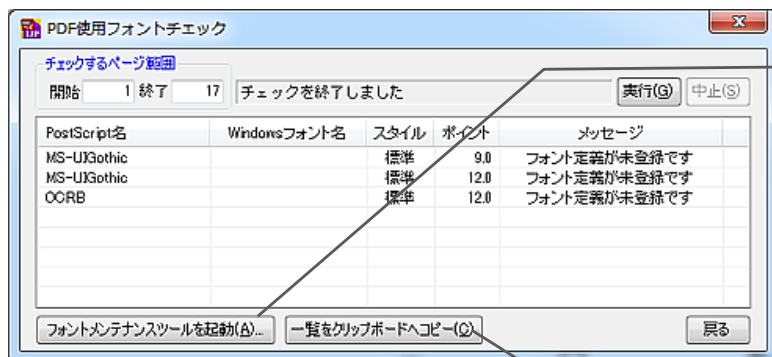 PDF使用フォントチェック
チェックするページ範囲
開始 1 終了 17 チェックを終了しました 実行(G) 中止(S)
PostScript名 Windowsフォント名 スタイル ポイント メッセージ
MS-UIGothic 標準 9.0 フォント定義が未登録です
MS-UIGothic 標準 12.0 フォント定義が未登録です
OCRB 標準 12.0 フォント定義が未登録です
フォントメンテナンスツールを起動(A)... 一覧をクリップボードへコピー(C) 戻る